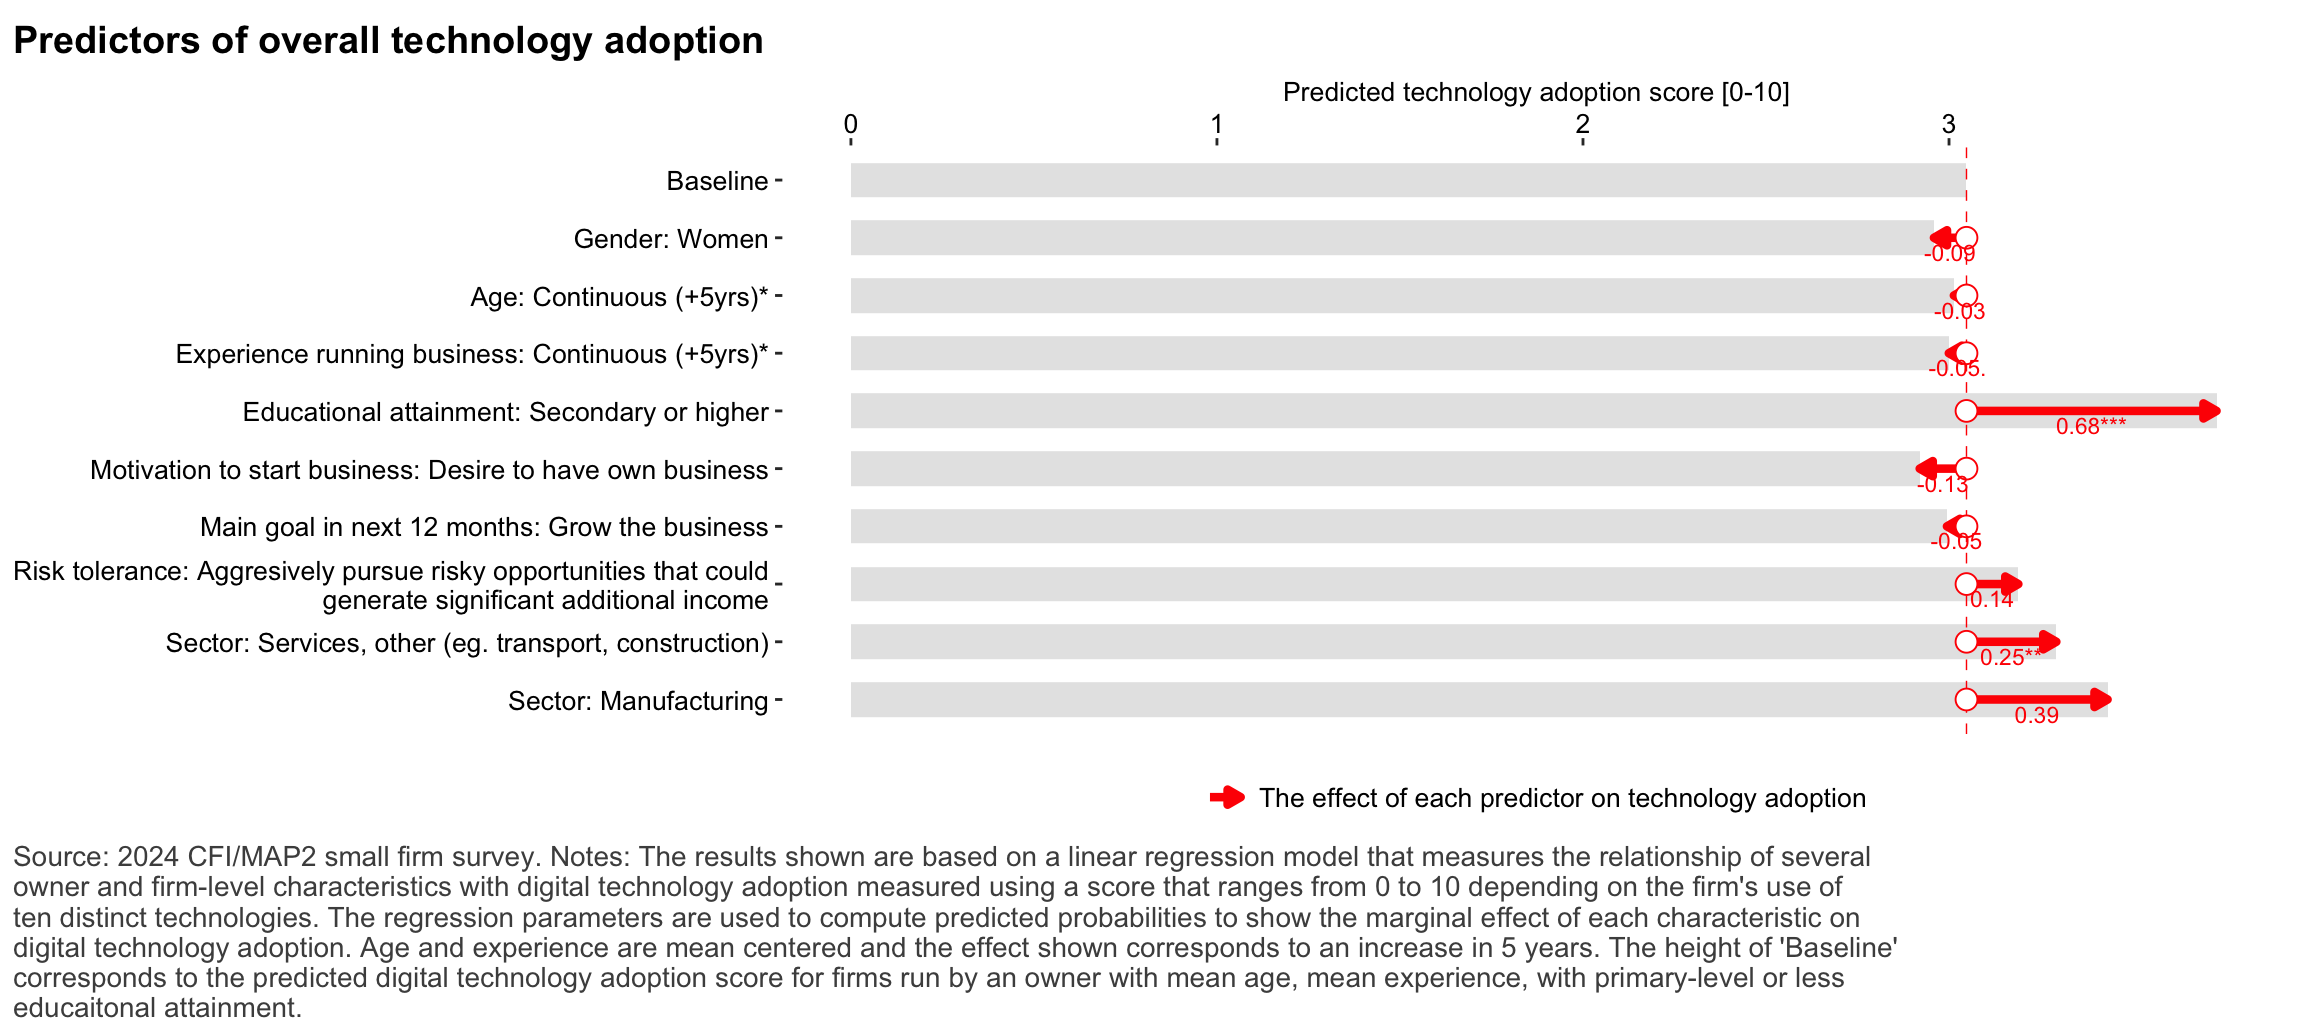 Predictors of overall technology adoption
Predicted technology adoption score [0-10]
0 1 2 3
Baseline
Gender: Women
-0.09
Age: Continuous (+5yrs)*
-0.03
Experience running business: Continuous (+5yrs)*
-0.05.
Educational attainment: Secondary or higher
0.68***
Motivation to start business: Desire to have own business
-0.13
Main goal in next 12 months: Grow the business
-0.05
Risk tolerance: Aggresively pursue risky opportunities that could
generate significant additional income
0.14
Sector: Services, other (eg. transport, construction)
0.25**
Sector: Manufacturing
0.39
The effect of each predictor on technology adoption
Source: 2024 CFI/MAP2 small firm survey. Notes: The results shown are based on a linear regression model that measures the relationship of several
owner and firm-level characteristics with digital technology adoption measured using a score that ranges from 0 to 10 depending on the firm's use of
ten distinct technologies. The regression parameters are used to compute predicted probabilities to show the marginal effect of each characteristic on
digital technology adoption. Age and experience are mean centered and the effect shown corresponds to an increase in 5 years. The height of 'Baseline'
corresponds to the predicted digital technology adoption score for firms run by an owner with mean age, mean experience, with primary-level or less
educaitonal attainment.